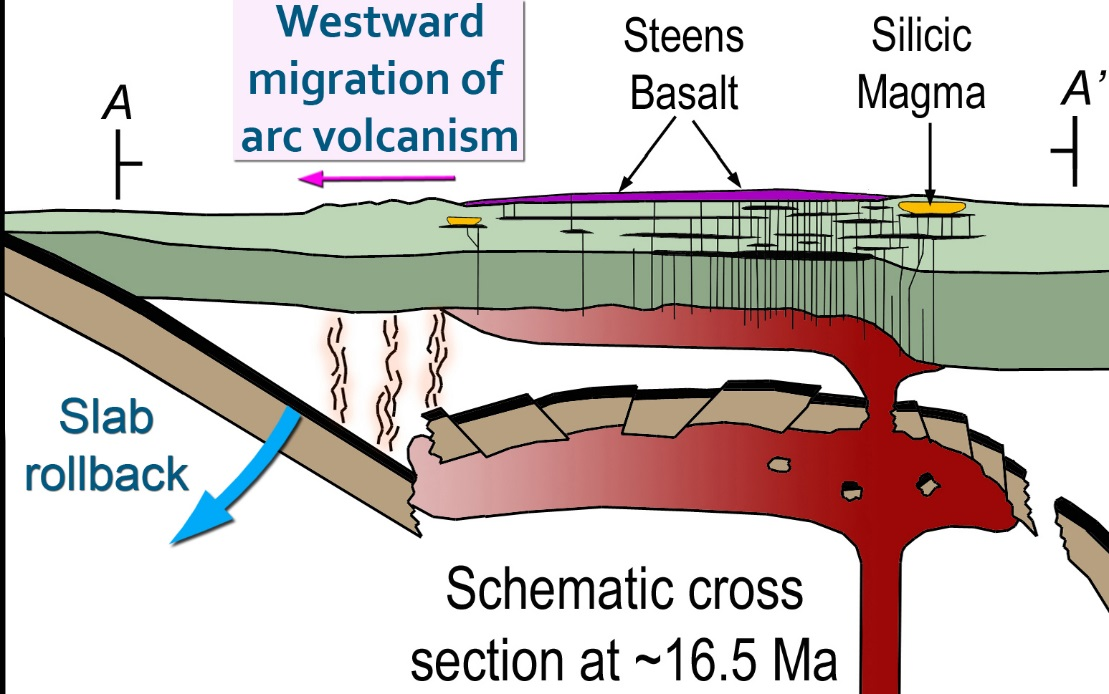 Westward
migration of
arc volcanism
Steens
Basalt
Silicic
Magma
A
A’
Slab
rollback
Schematic cross
section at ~16.5 Ma